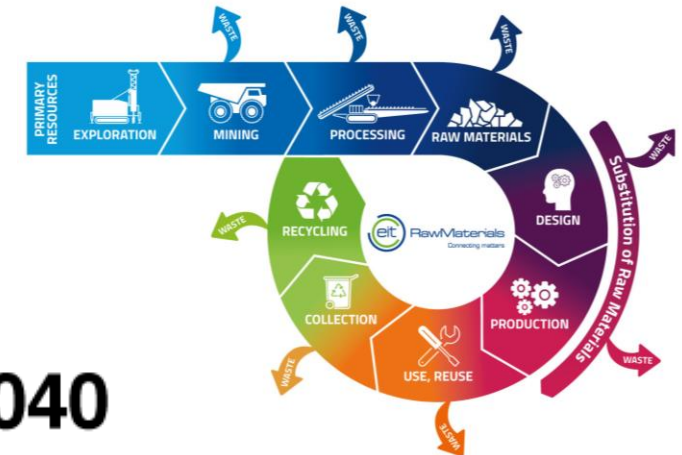 WASTE
WASTE
WASTE
PRIMARY
RESOURCES
EXPLORATION
MINING
PROCESSING
RAW MATERIALS
WASTE
Substitution of Raw Materials
DESIGN
WASTE
RECYCLING
eit RawMaterials
Connecting matters
PRODUCTION
COLLECTION
WASTE
USE, REUSE
WASTE
WASTE
040